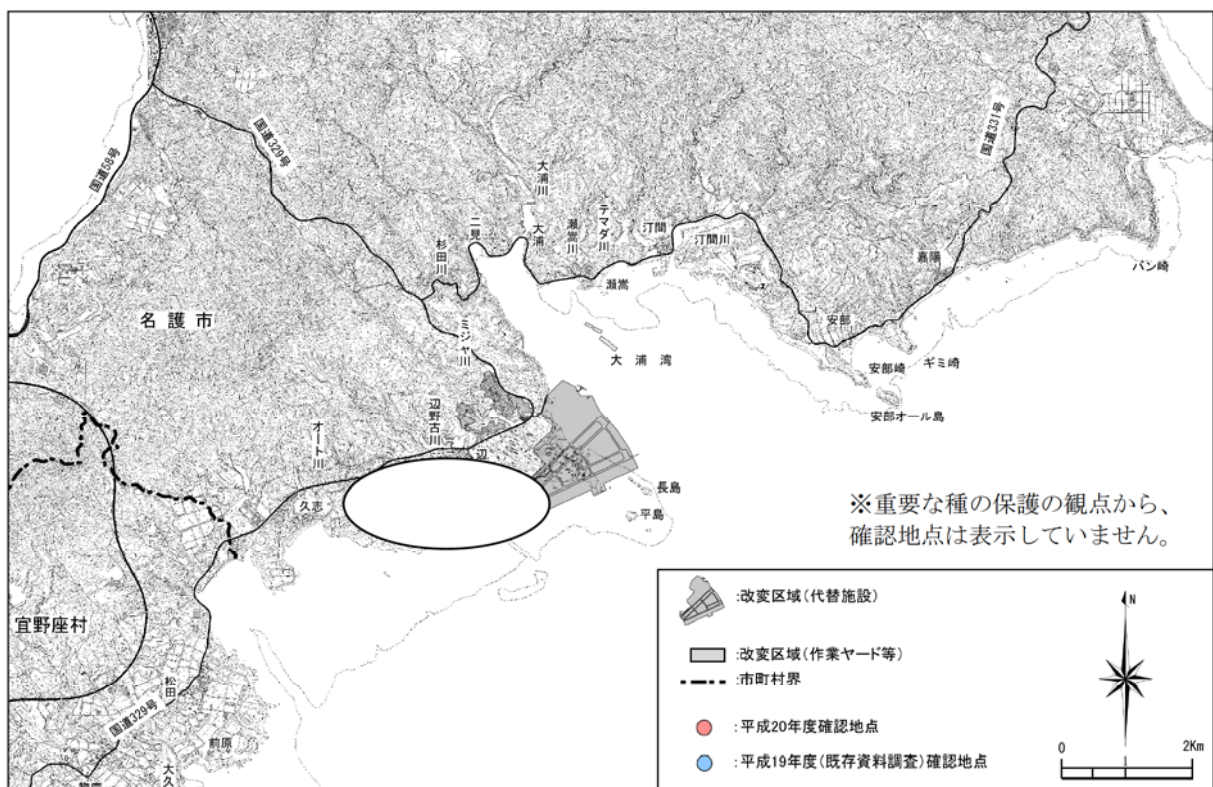 国道58号
国道329号
国道331号
大浦川
大浦
二見
杉田川
瀬嵩川
テマダ川
汀間
汀間川
瀬嵩
嘉陽
バン崎
安部
安部崎
ギミ崎
安部オール島
大浦湾
名護市
ミジャ川
辺野古川
オート川
辺
久志
長島
平島
※重要な種の保護の観点から、
確認地点は表示していません。
宜野座村
松田
国道329号
前原
大久
:改変区域(代替施設)
:改変区域(作業ヤード等)
:市町村界
:平成20年度確認地点
:平成19年度(既存資料調査)確認地点
N
0 2Km